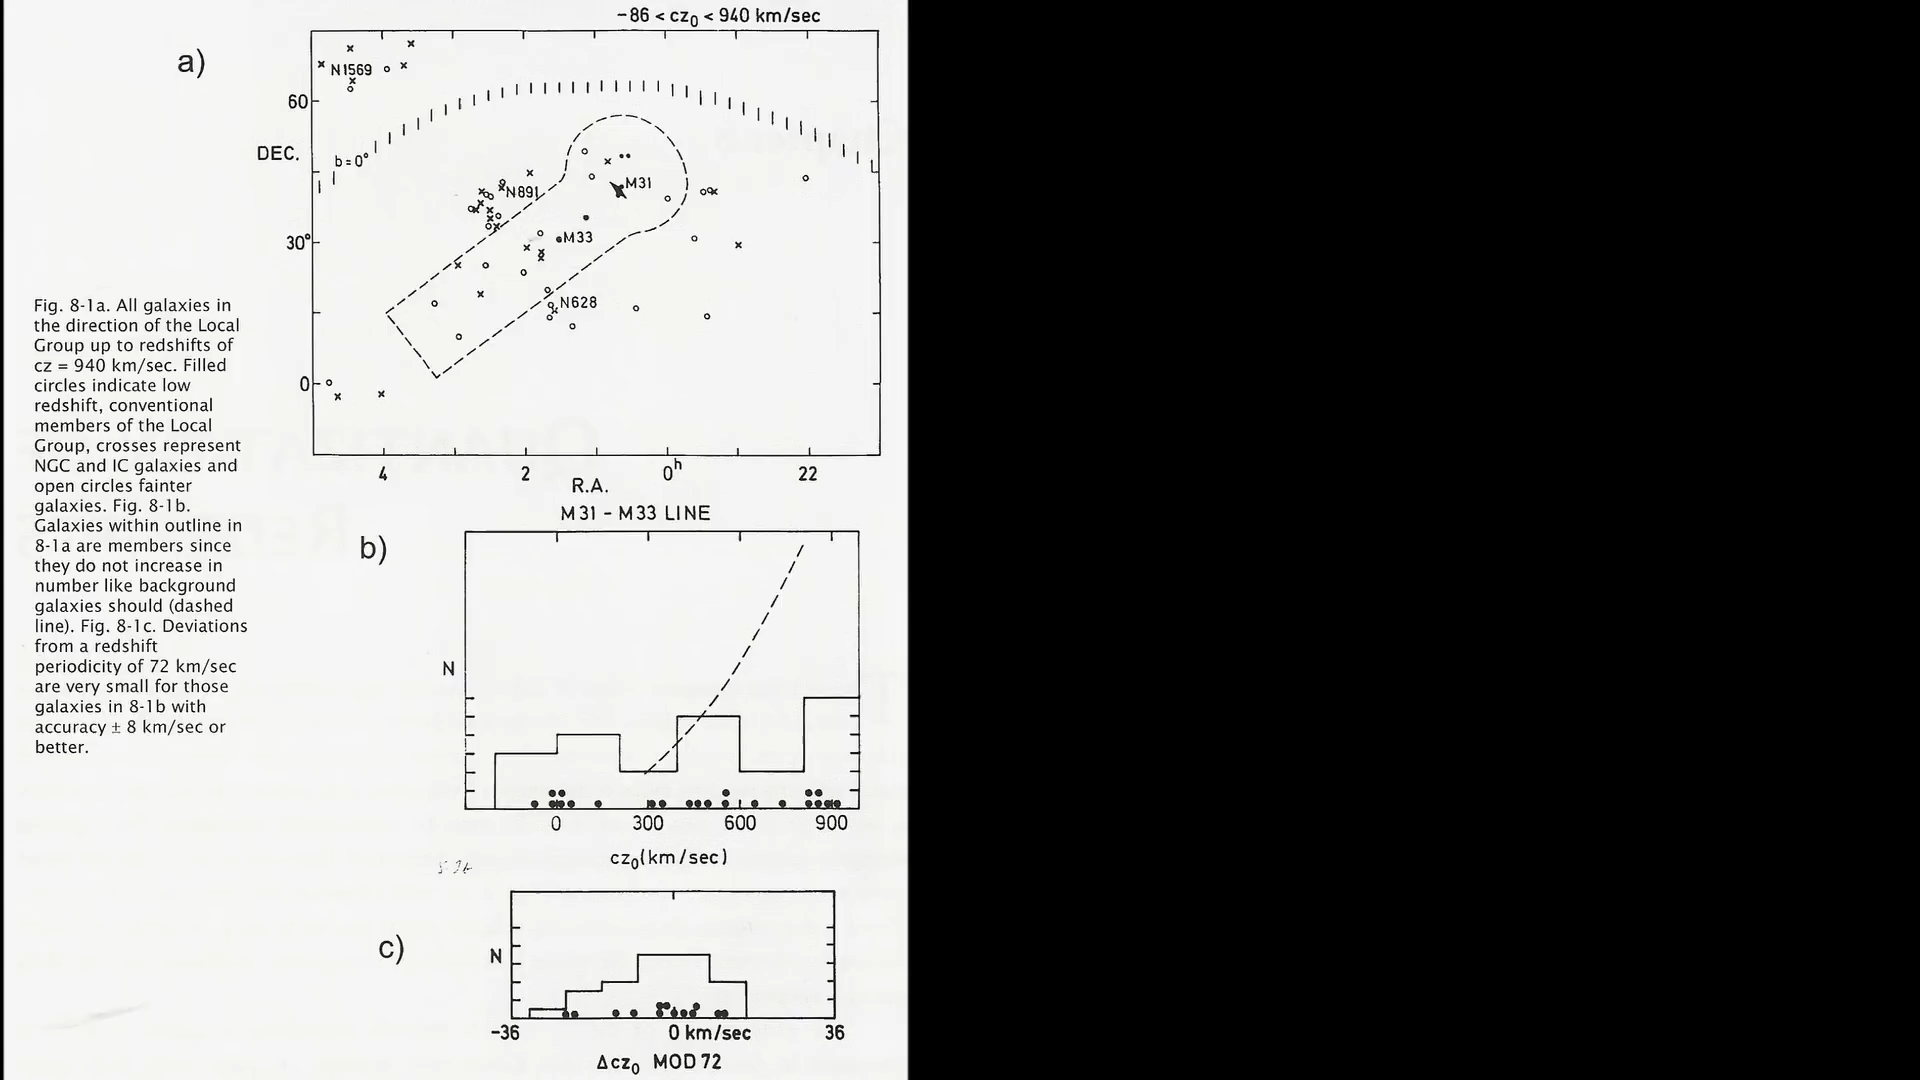 -86 < cz0 < 940 km/sec
a)
N1569
60
DEC.
b=0°
N891
M31
30°
M33
N628
0
4
2
0h
22
R.A.
Fig. 8-1a. All galaxies in
the direction of the Local
Group up to redshifts of
cz = 940 km/sec. Filled
circles indicate low
redshift, conventional
members of the Local
Group, crosses represent
NGC and IC galaxies and
open circles fainter
galaxies. Fig. 8-1b.
Galaxies within outline in
8-1a are members since
they do not increase in
number like background
galaxies should (dashed
line). Fig. 8-1c. Deviations
from a redshift
periodicity of 72 km/sec
are very small for those
galaxies in 8-1b with
accuracy ± 8 km/sec or
better.
M31 - M33 LINE
b)
N
0
300
600
900
cz0(km/sec)
c)
N
-36
0 km/sec
36
Δcz0 MOD 72